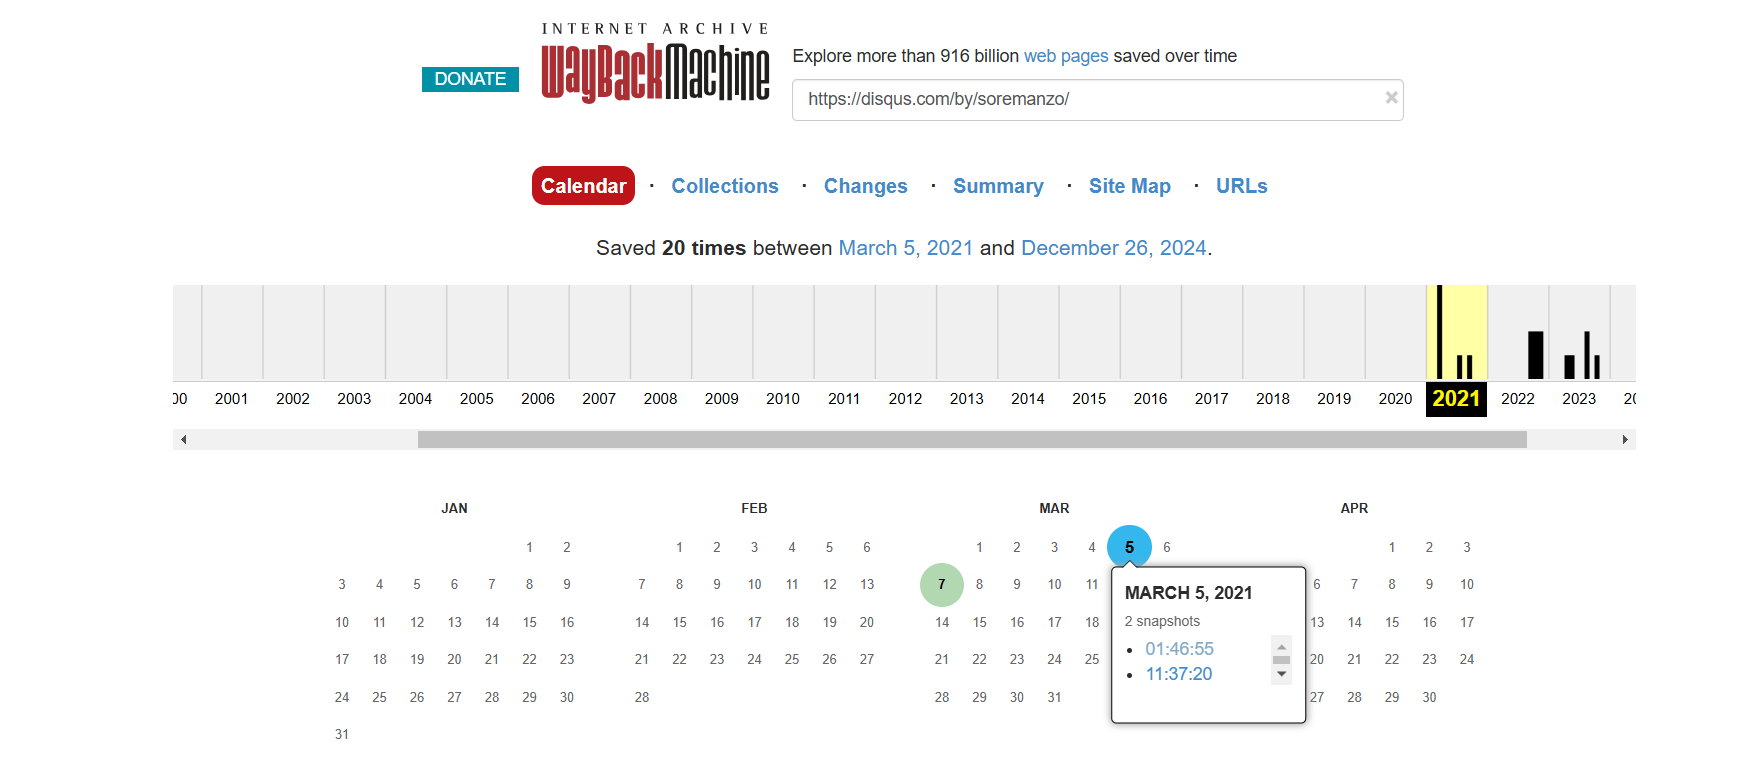 INTERNET ARCHIVE
WayBackMachine
DONATE
Explore more than 916 billion web pages saved over time
https://disqus.com/by/soremanzo/
×
Calendar · Collections · Changes · Summary · Site Map · URLs
Saved 20 times between March 5, 2021 and December 26, 2024.
00 2001 2002 2003 2004 2005 2006 2007 2008 2009 2010 2011 2012 2013 2014 2015 2016 2017 2018 2019 2020 2021 2022 2023 20
JAN
1 2
3 4 5 6 7 8 9
10 11 12 13 14 15 16
17 18 19 20 21 22 23
24 25 26 27 28 29 30
31
FEB
1 2 3 4 5 6
7 8 9 10 11 12 13
14 15 16 17 18 19 20
21 22 23 24 25 26 27
28
MAR
1 2 3 4 5 6
7 8 9 10 11
14 15 16 17 18
21 22 23 24 25
28 29 30 31
MARCH 5, 2021
2 snapshots
• 01:46:55
• 11:37:20
APR
1 2 3
6 7 8 9 10
13 14 15 16 17
20 21 22 23 24
27 28 29 30